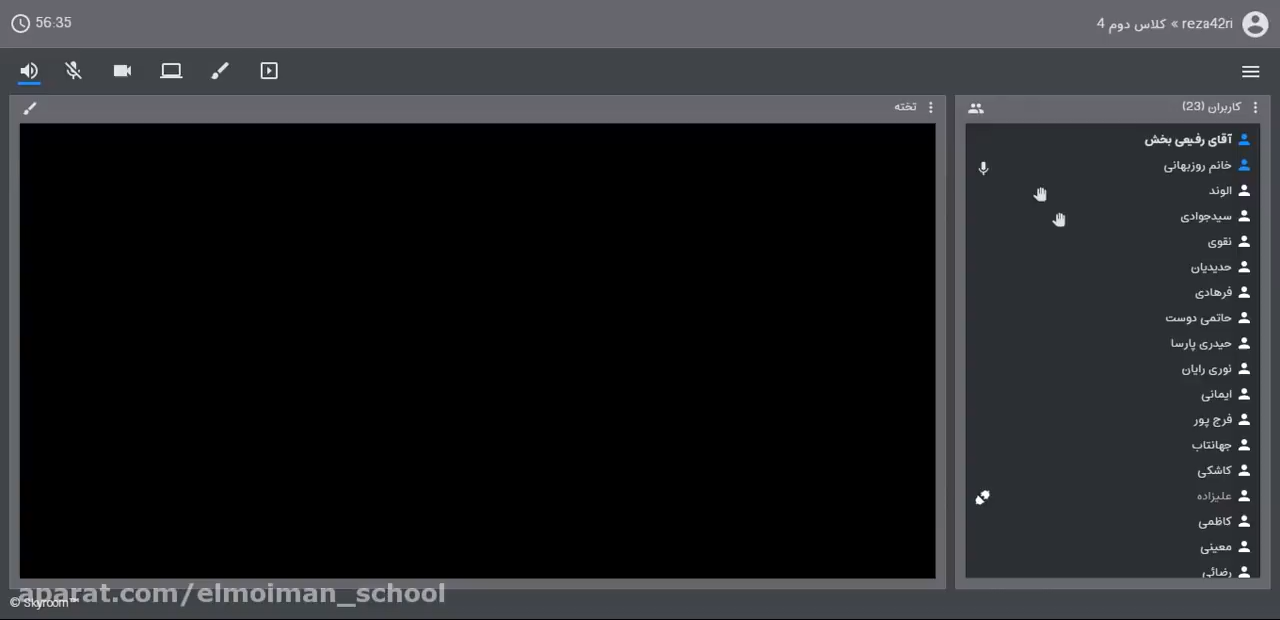 56:35
reza42ri » کلاس دوم 4
تخته
کاربران (23)
آقای رفیعی بخش
خانم روزبهانی
الوند
سیدجوادی
نقوی
حدیدیان
فرهادی
حاتمی دوست
حیدری پارسا
نوری رایان
ایمانی
فرج پور
جهانتاب
کاشکی
علیزاده
کاظمی
معینی
رضائی
aparat.com/elmoiman_school
© Skyroom™